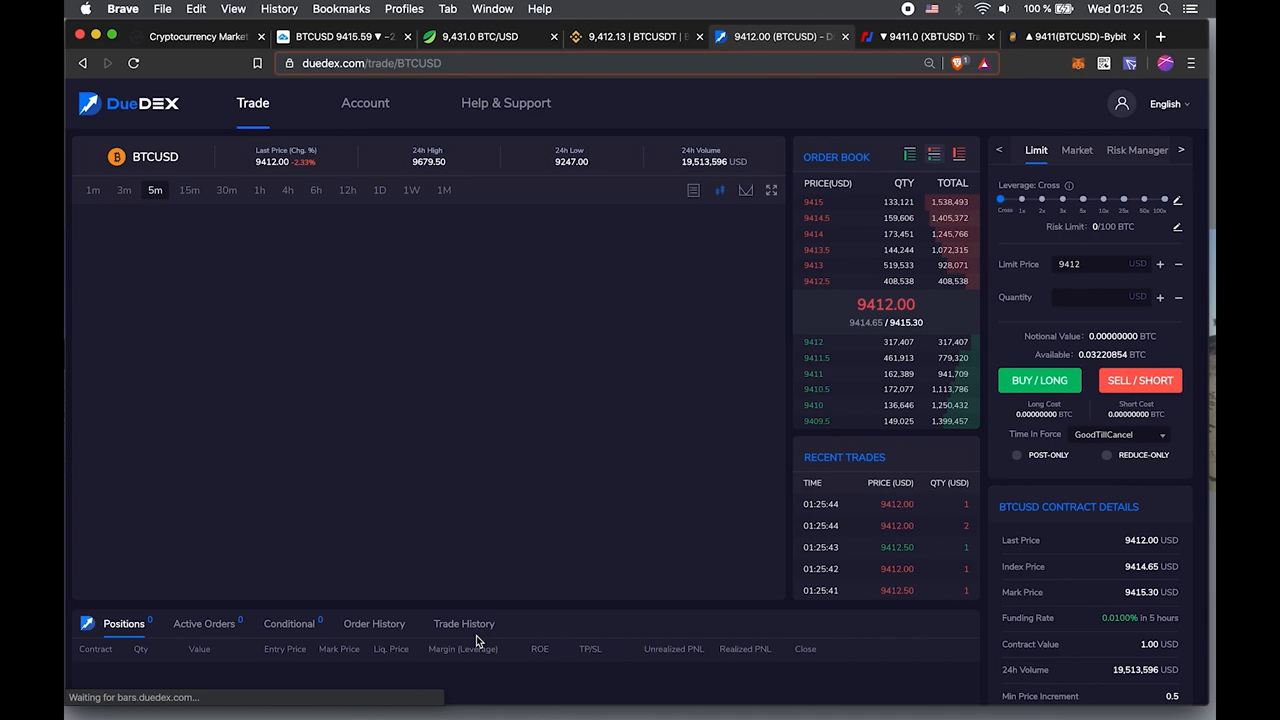 Brave File Edit View History Bookmarks Profiles Tab Window Help 100 % Wed 01:25
Cryptocurrency Market × BTCUSD 9415.59 ▼ −2 × 9,431.0 BTC/USD × 9,412.13 | BTCUSDT | B × 9412.00 (BTCUSD) - D × ▼ 9411.0 (XBTUSD) Tra × ▲ 9411(BTCUSD)-Bybit × +
duedex.com/trade/BTCUSD 1
DueDEX Trade Account Help & Support English
BTCUSD
Last Price (Chg. %) 24h High 24h Low 24h Volume
9412.00 -2.33% 9679.50 9247.00 19,513,596 USD
1m 3m 5m 15m 30m 1h 4h 6h 12h 1D 1W 1M
ORDER BOOK
PRICE(USD) QTY TOTAL
9415 133,121 1,538,493
9414.5 159,606 1,405,372
9414 173,451 1,245,766
9413.5 144,244 1,072,315
9413 519,533 928,071
9412.5 408,538 408,538
9412.00
9414.65 / 9415.30
9412 317,407 317,407
9411.5 461,913 779,320
9411 162,389 941,709
9410.5 172,077 1,113,786
9410 136,646 1,250,432
9409.5 149,025 1,399,457
RECENT TRADES
TIME PRICE (USD) QTY (USD)
01:25:44 9412.00 1
01:25:44 9412.00 2
01:25:43 9412.50 1
01:25:42 9412.00 1
01:25:41 9412.50 1
< Limit Market Risk Manager >
Leverage: Cross
Cross 1x 2x 3x 5x 10x 25x 50x 100x
Risk Limit: 0/100 BTC
Limit Price 9412 USD + −
Quantity USD + −
Notional Value: 0.00000000 BTC
Available: 0.03220854 BTC
BUY / LONG SELL / SHORT
Long Cost Short Cost
0.00000000 BTC 0.00000000 BTC
Time In Force GoodTillCancel
POST-ONLY REDUCE-ONLY
BTCUSD CONTRACT DETAILS
Last Price 9412.00 USD
Index Price 9414.65 USD
Mark Price 9415.30 USD
Funding Rate 0.0100% in 5 hours
Contract Value 1.00 USD
24h Volume 19,513,596 USD
Min Price Increment 0.5
Positions 0 Active Orders 0 Conditional 0 Order History Trade History
Contract Qty Value Entry Price Mark Price Liq. Price Margin (Leverage) ROE TP/SL Unrealized PNL Realized PNL Close
Waiting for bars.duedex.com...